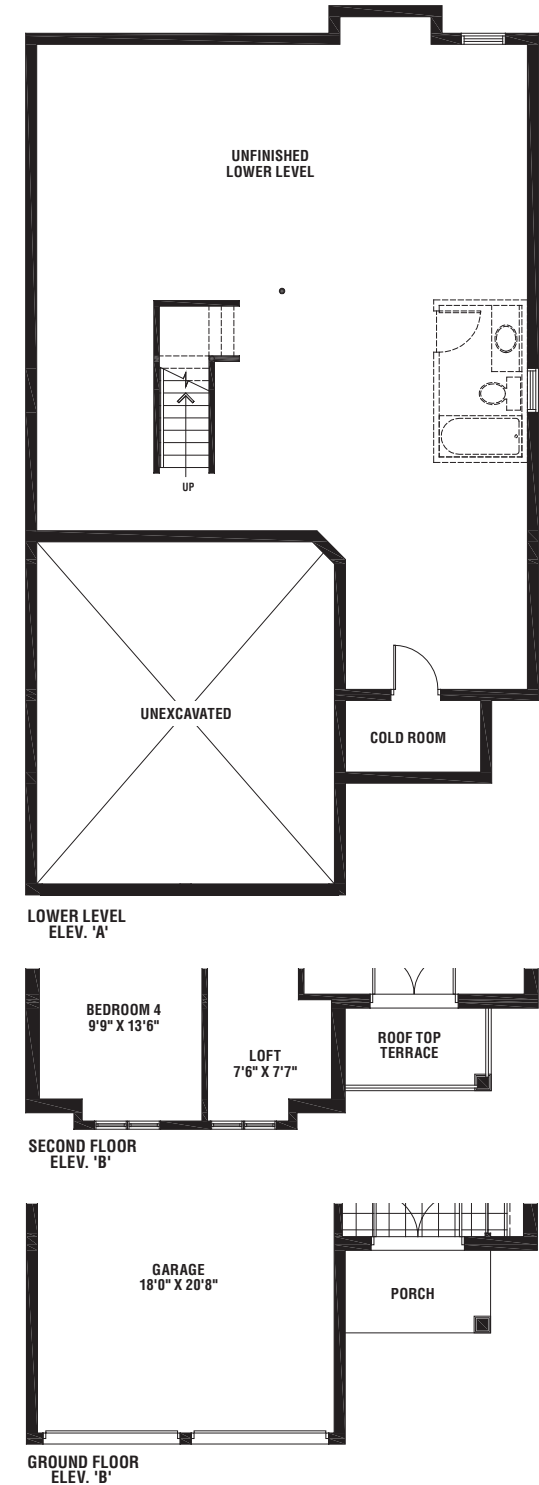 UNFINISHED
LOWER LEVEL
UP
UNEXCAVATED
COLD ROOM
LOWER LEVEL
ELEV. 'A'
BEDROOM 4
9'9" X 13'6"
LOFT
7'6" X 7'7"
ROOF TOP
TERRACE
SECOND FLOOR
ELEV. 'B'
GARAGE
18'0" X 20'8"
PORCH
GROUND FLOOR
ELEV. 'B'